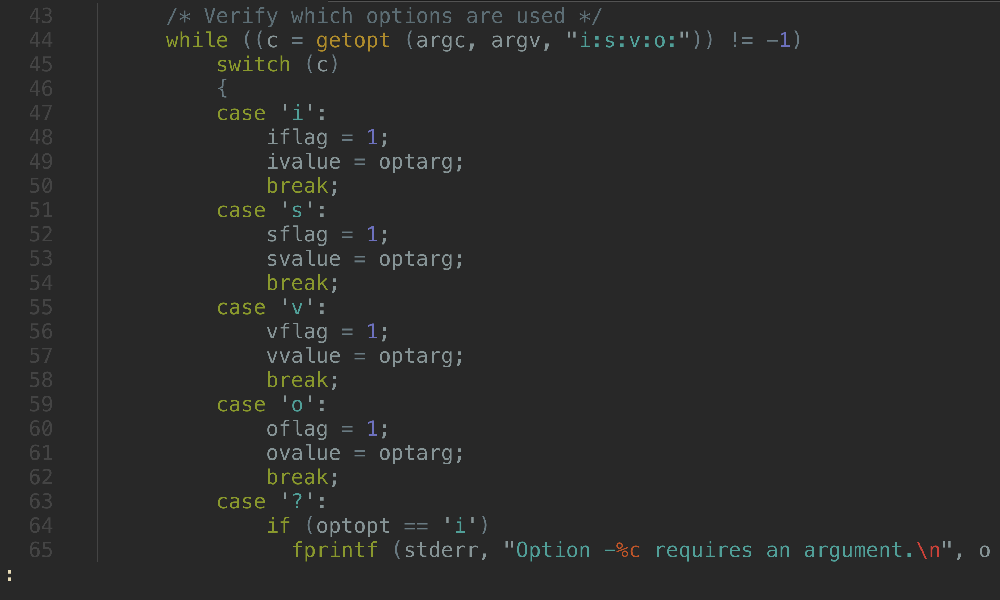 43 /* Verify which options are used */
44 while ((c = getopt (argc, argv, "i:s:v:o:")) != -1)
45 switch (c)
46 {
47 case 'i':
48 iflag = 1;
49 ivalue = optarg;
50 break;
51 case 's':
52 sflag = 1;
53 svalue = optarg;
54 break;
55 case 'v':
56 vflag = 1;
57 vvalue = optarg;
58 break;
59 case 'o':
60 oflag = 1;
61 ovalue = optarg;
62 break;
63 case '?':
64 if (optopt == 'i')
65 fprintf (stderr, "Option -%c requires an argument.\n", o
: